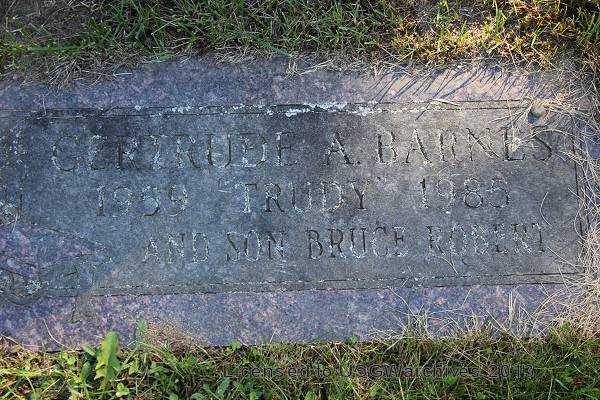 GERTRUDE A. BARNES
1959 "TRUDY" 1985
AND SON BRUCE ROBERT
Licensed to USGWarchives 2013